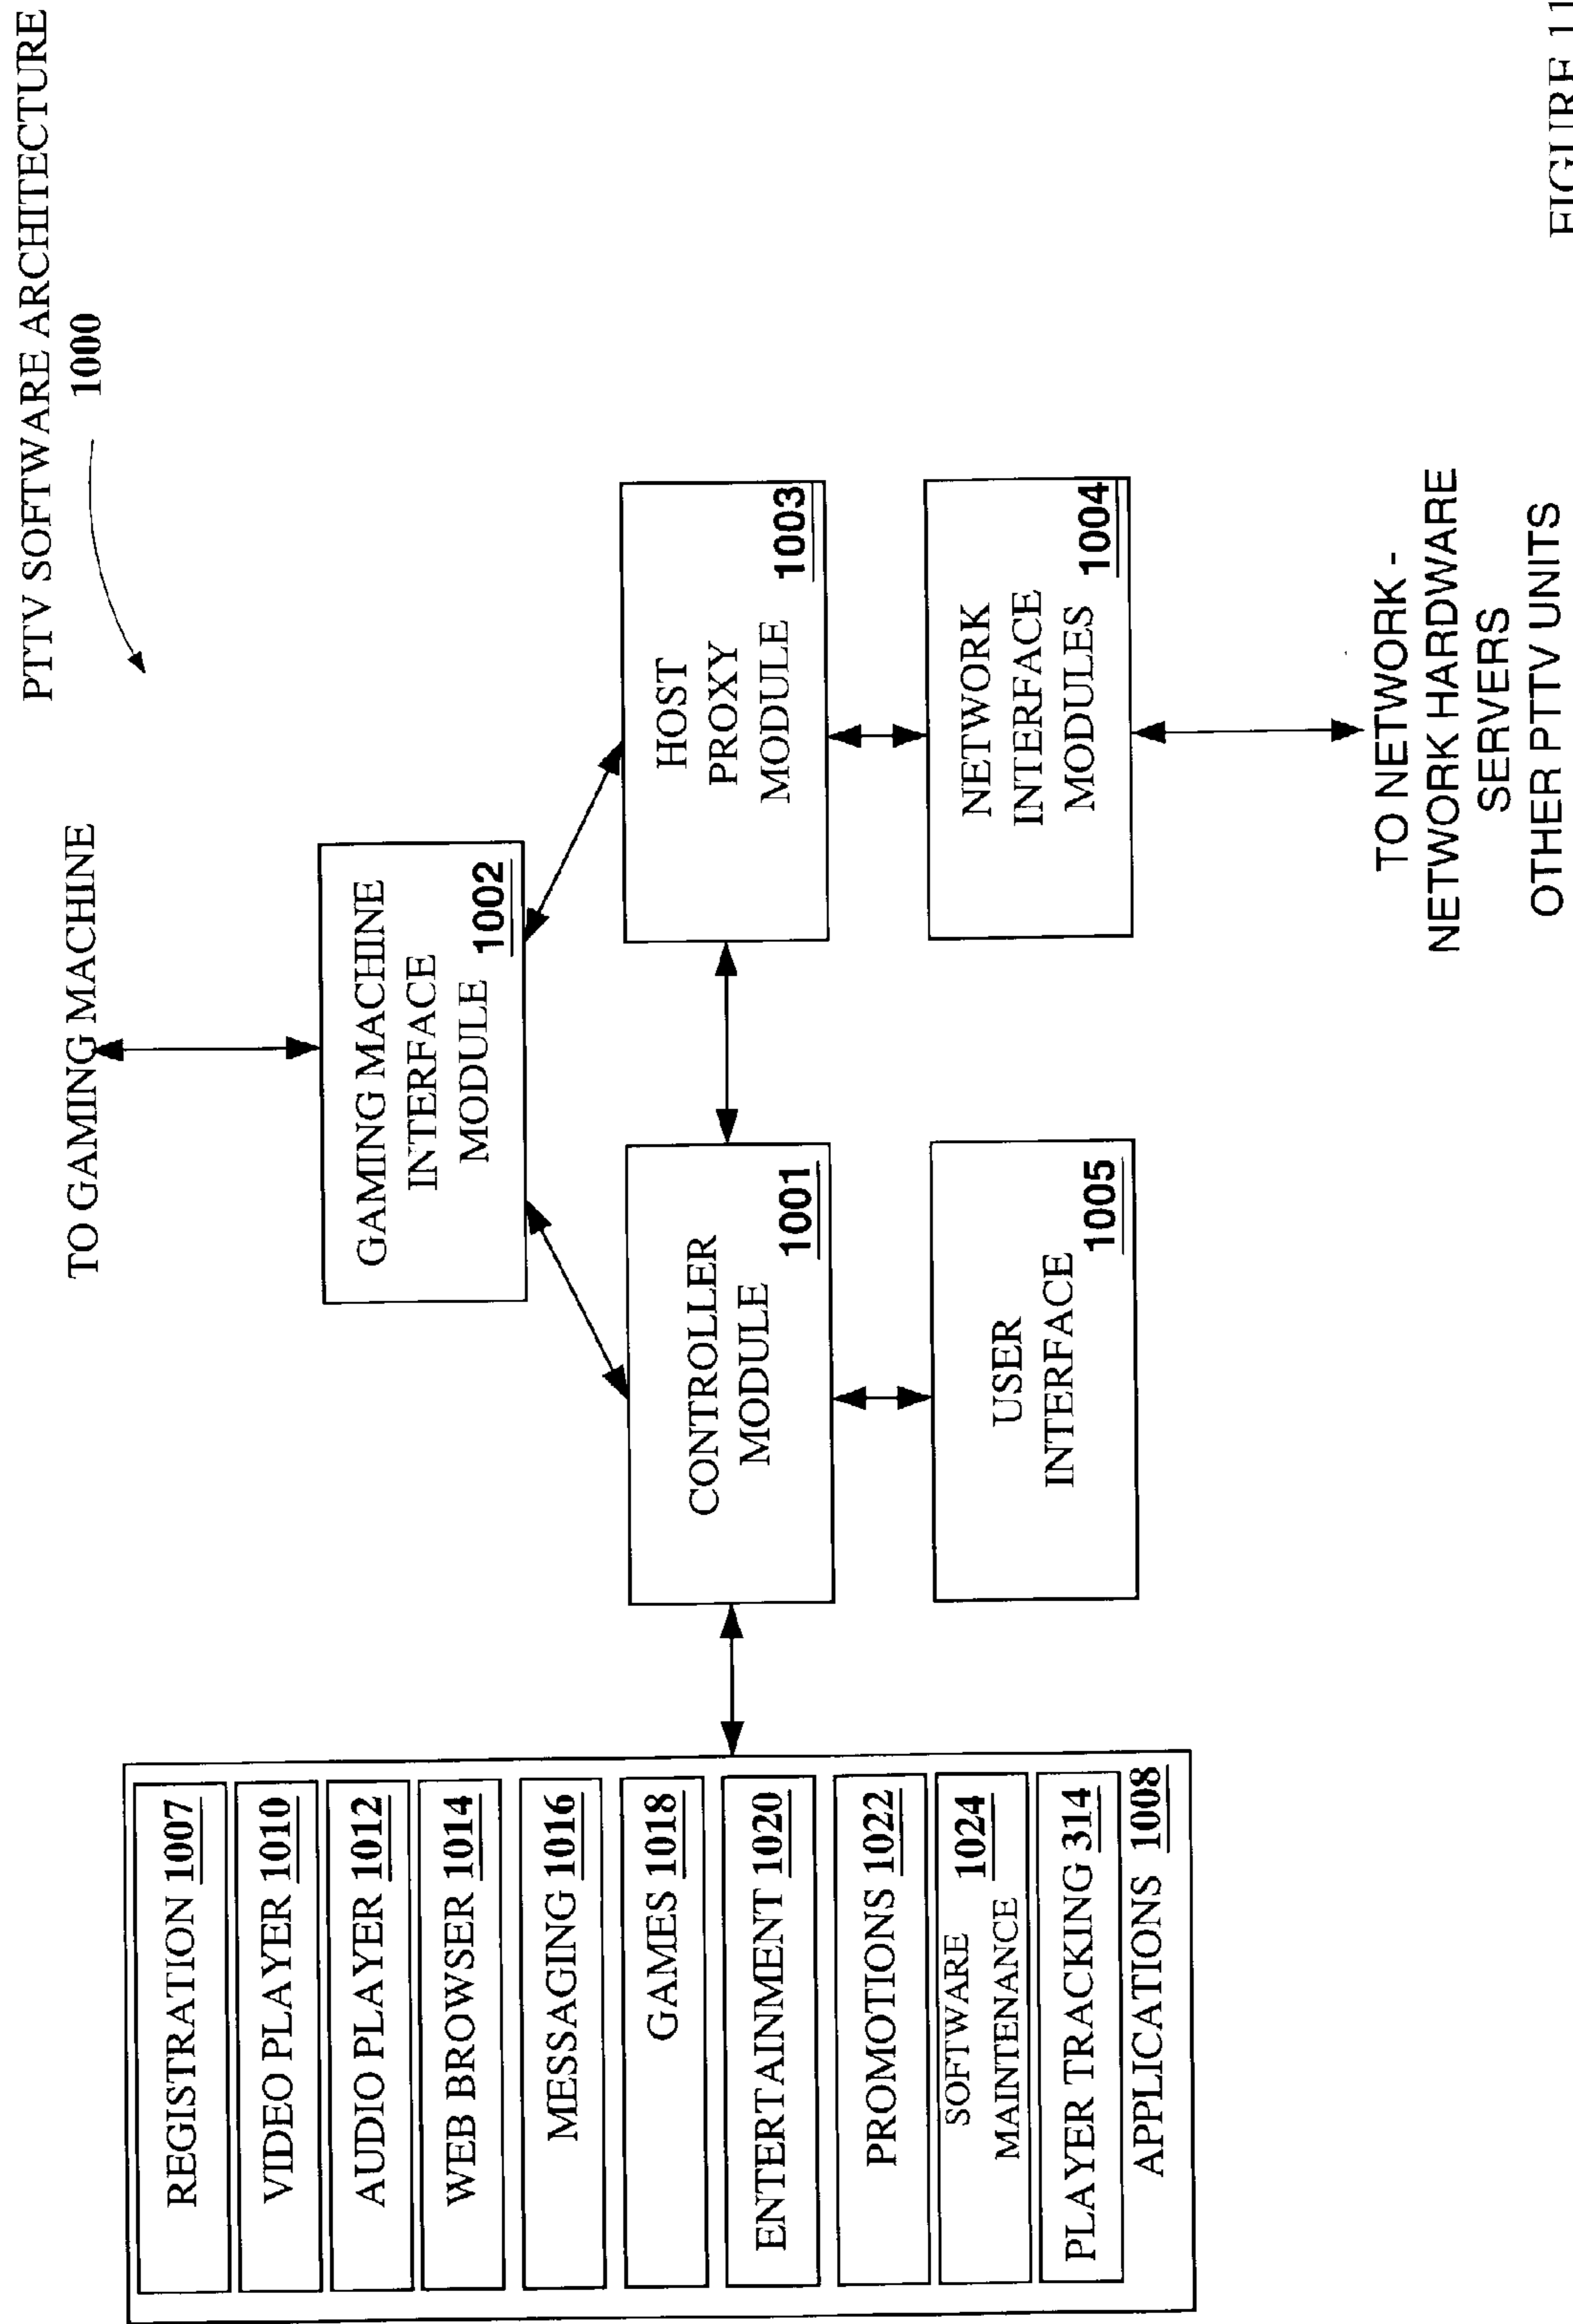 PTTV SOFTWARE ARCHITECTURE
1000
TO GAMING MACHINE
REGISTRATION 1007
VIDEO PLAYER 1010
AUDIO PLAYER 1012
WEB BROWSER 1014
MESSAGING 1016
GAMES 1018
ENTERTAINMENT 1020
PROMOTIONS 1022
SOFTWARE 1024
MAINTENANCE
PLAYER TRACKING 314
APPLICATIONS 1008
GAMING MACHINE
INTERFACE
MODULE 1002
CONTROLLER
MODULE 1001
HOST
PROXY
MODULE 1003
USER
INTERFACE 1005
NETWORK
INTERFACE
MODULES 1004
TO NETWORK -
NETWORK HARDWARE
SERVERS
OTHER PTTV UNITS
FIGURE 11